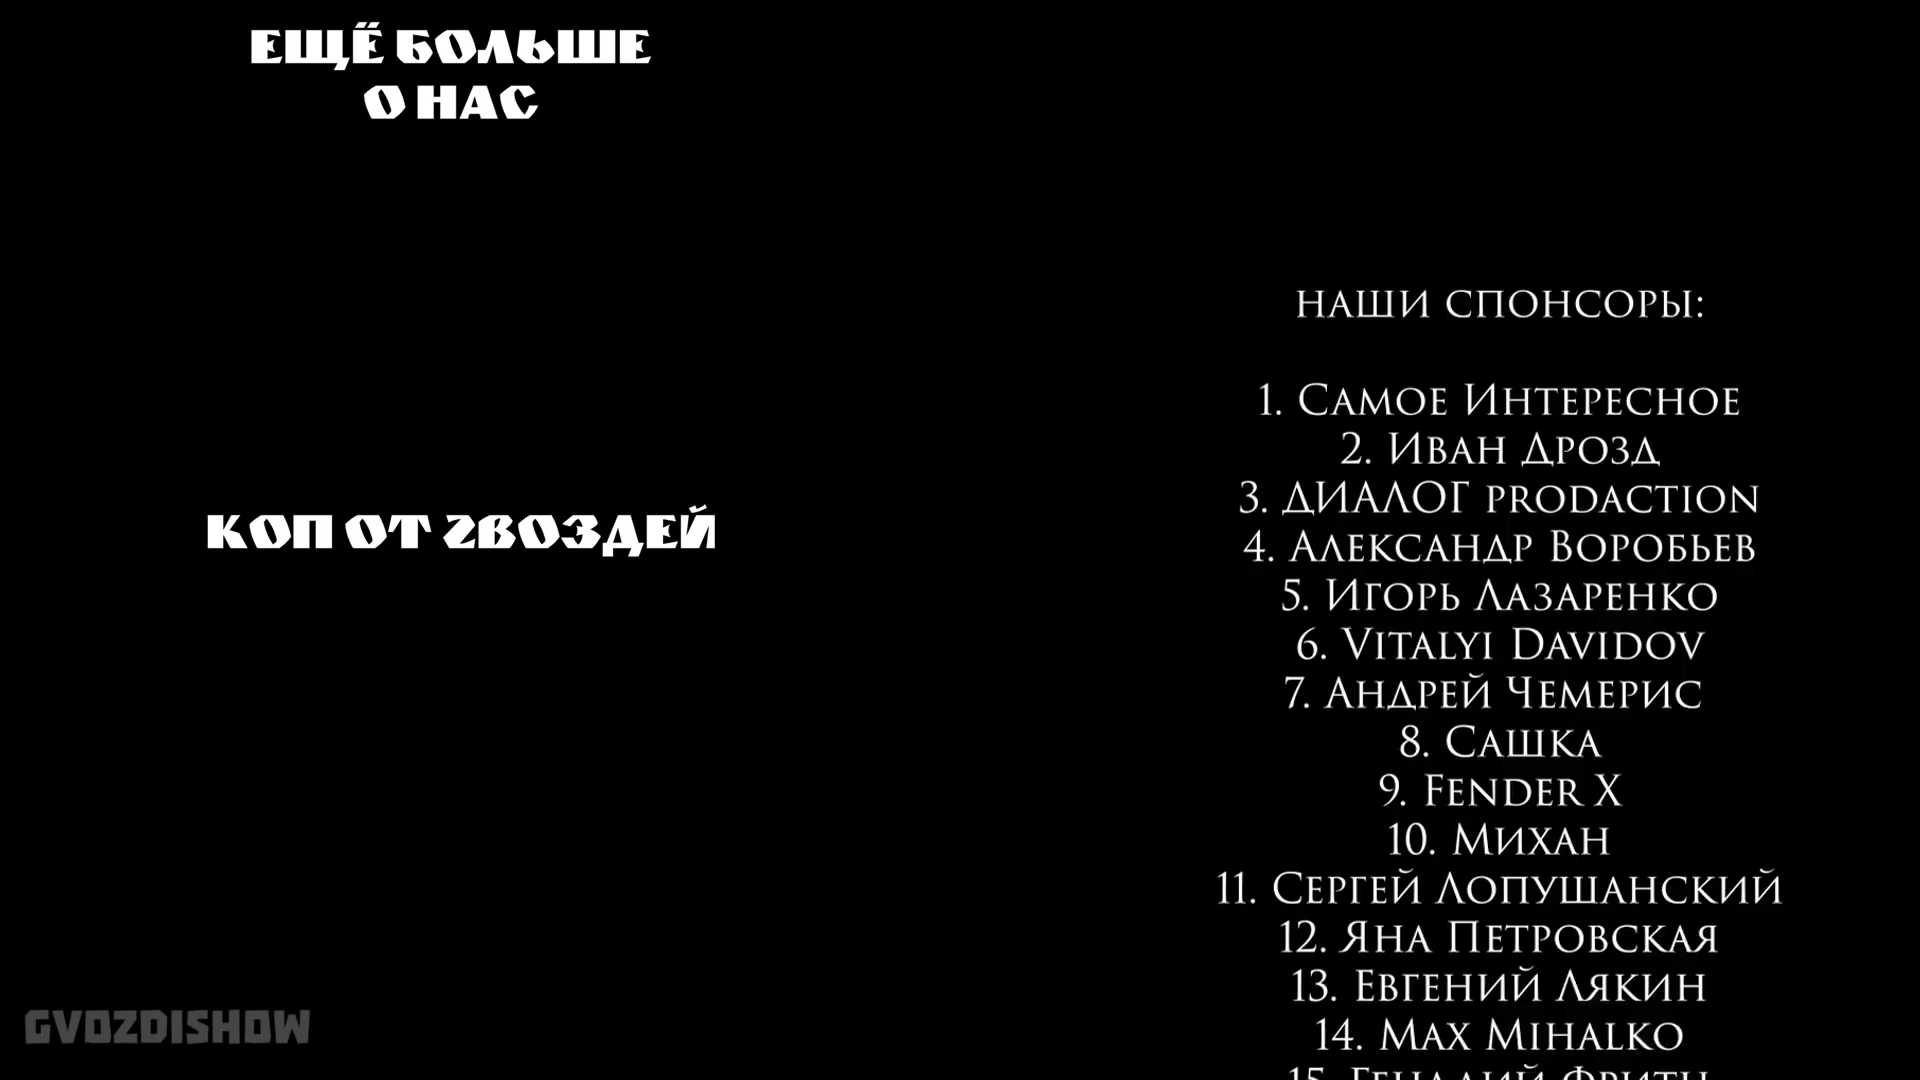 ЕЩЁ БОЛЬШЕ
О НАС
КОП ОТ GВОЗДЕЙ
НАШИ СПОНСОРЫ:
1. Самое Интересное
2. Иван Дрозд
3. ДИАЛОГ prodaction
4. Александр Воробьев
5. Игорь Лазаренко
6. Vitalyi Davidov
7. Андрей Чемерис
8. Сашка
9. Fender X
10. Михан
11. Сергей Лопушанский
12. Яна Петровская
13. Евгений Лякин
14. Max Mihalko
15.
GVOZDISHOW